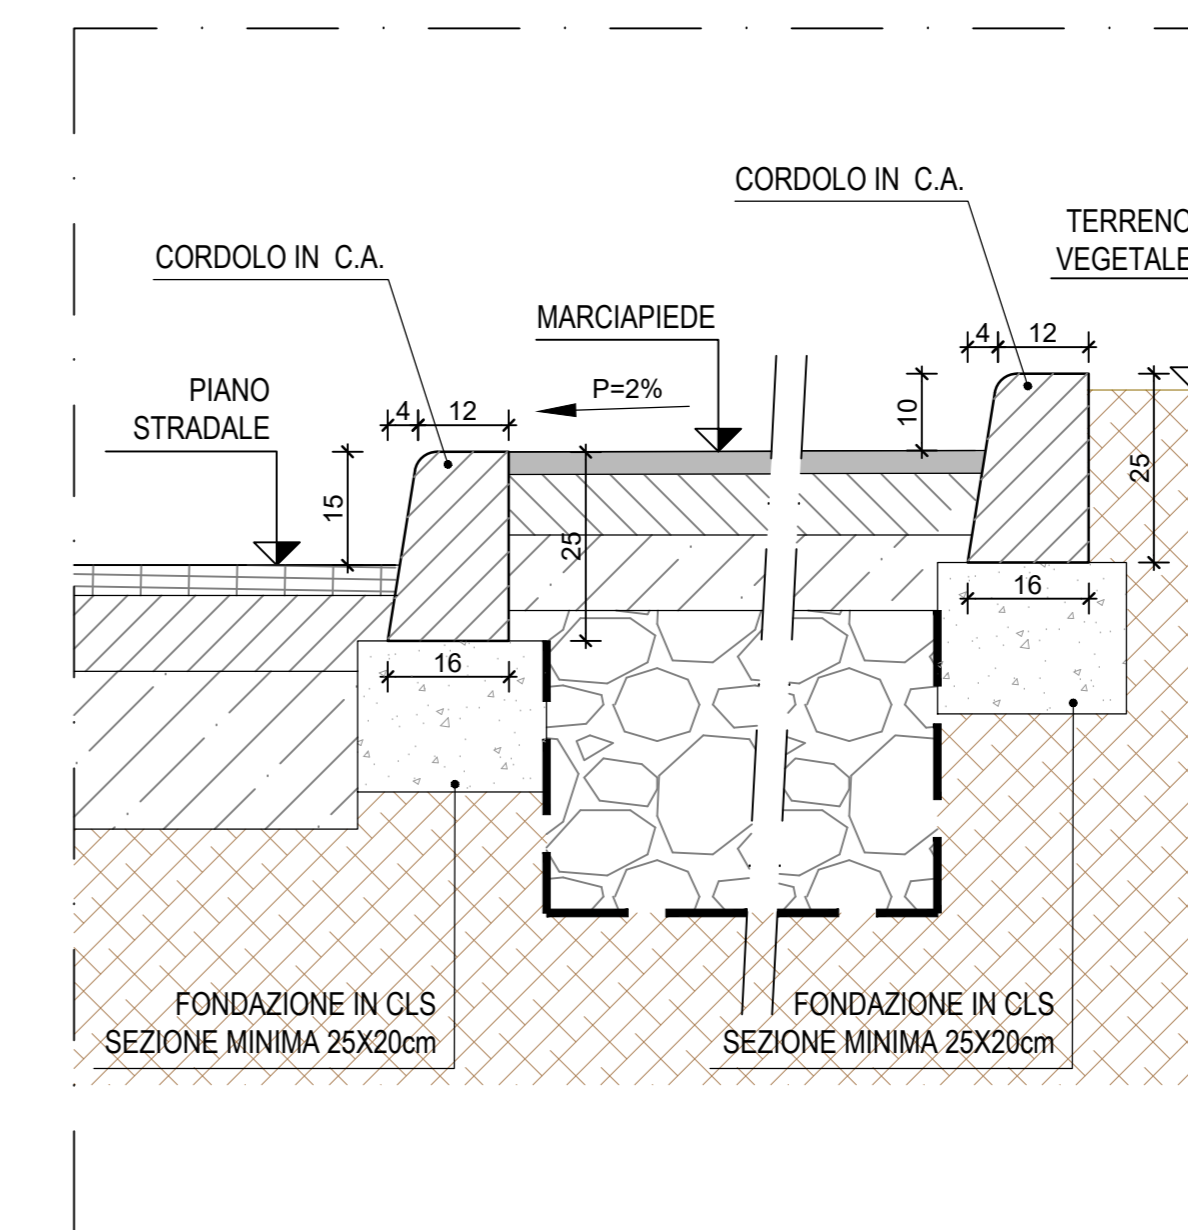 CORDOLO IN C.A.
TERRENO
VEGETALE
CORDOLO IN C.A.
MARCIAPIEDE
4 12
P=2%
PIANO
STRADALE
4 12
10
15
25
25
16
16
FONDAZIONE IN CLS
SEZIONE MINIMA 25X20cm
FONDAZIONE IN CLS
SEZIONE MINIMA 25X20cm